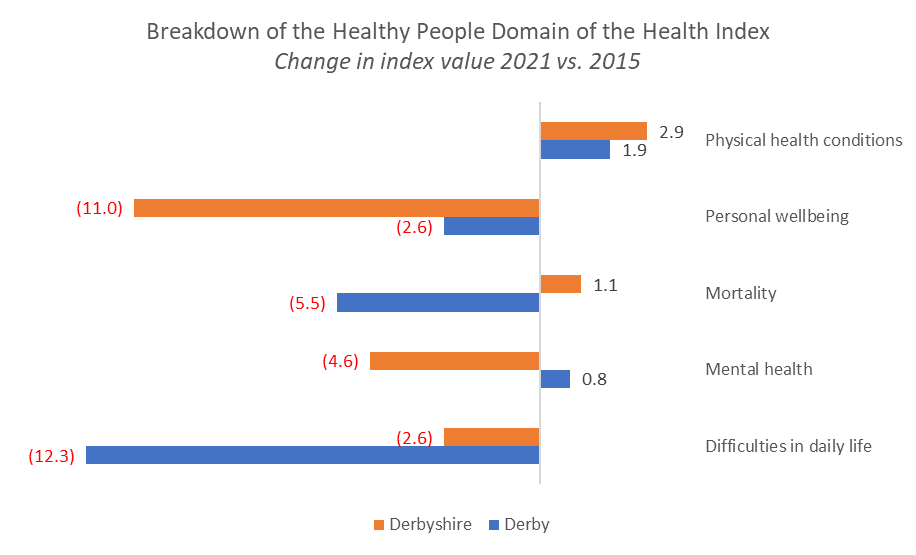 Breakdown of the Healthy People Domain of the Health Index
Change in index value 2021 vs. 2015
2.9
Physical health conditions
1.9
(11.0)
Personal wellbeing
(2.6)
1.1
Mortality
(5.5)
(4.6)
Mental health
0.8
(2.6)
Difficulties in daily life
(12.3)
Derbyshire Derby